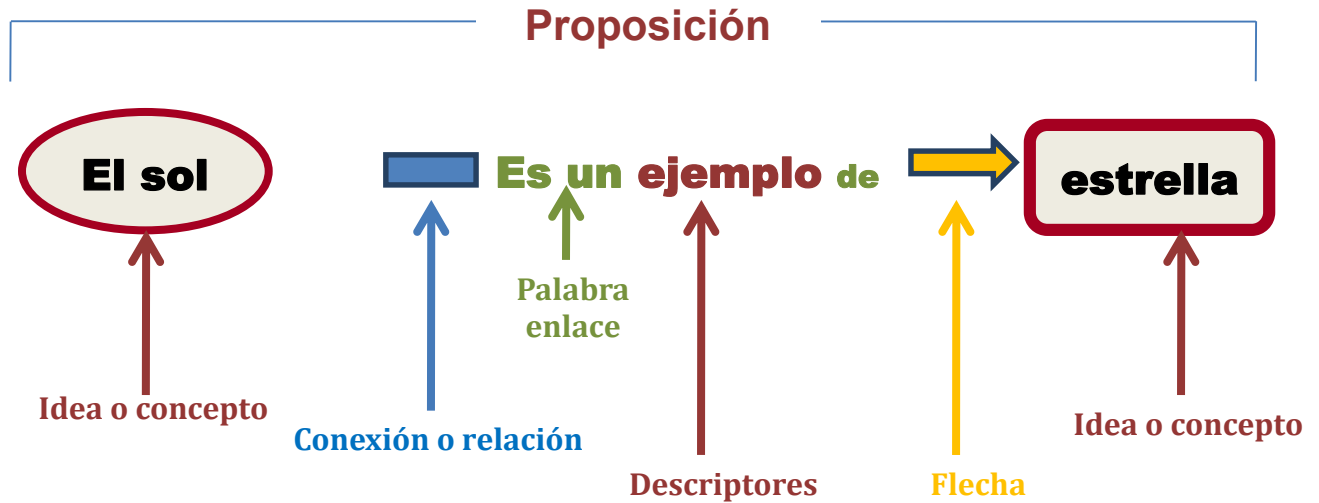 Proposición
El sol
Es un ejemplo de
estrella
Palabra
enlace
Idea o concepto
Conexión o relación
Idea o concepto
Descriptores
Flecha